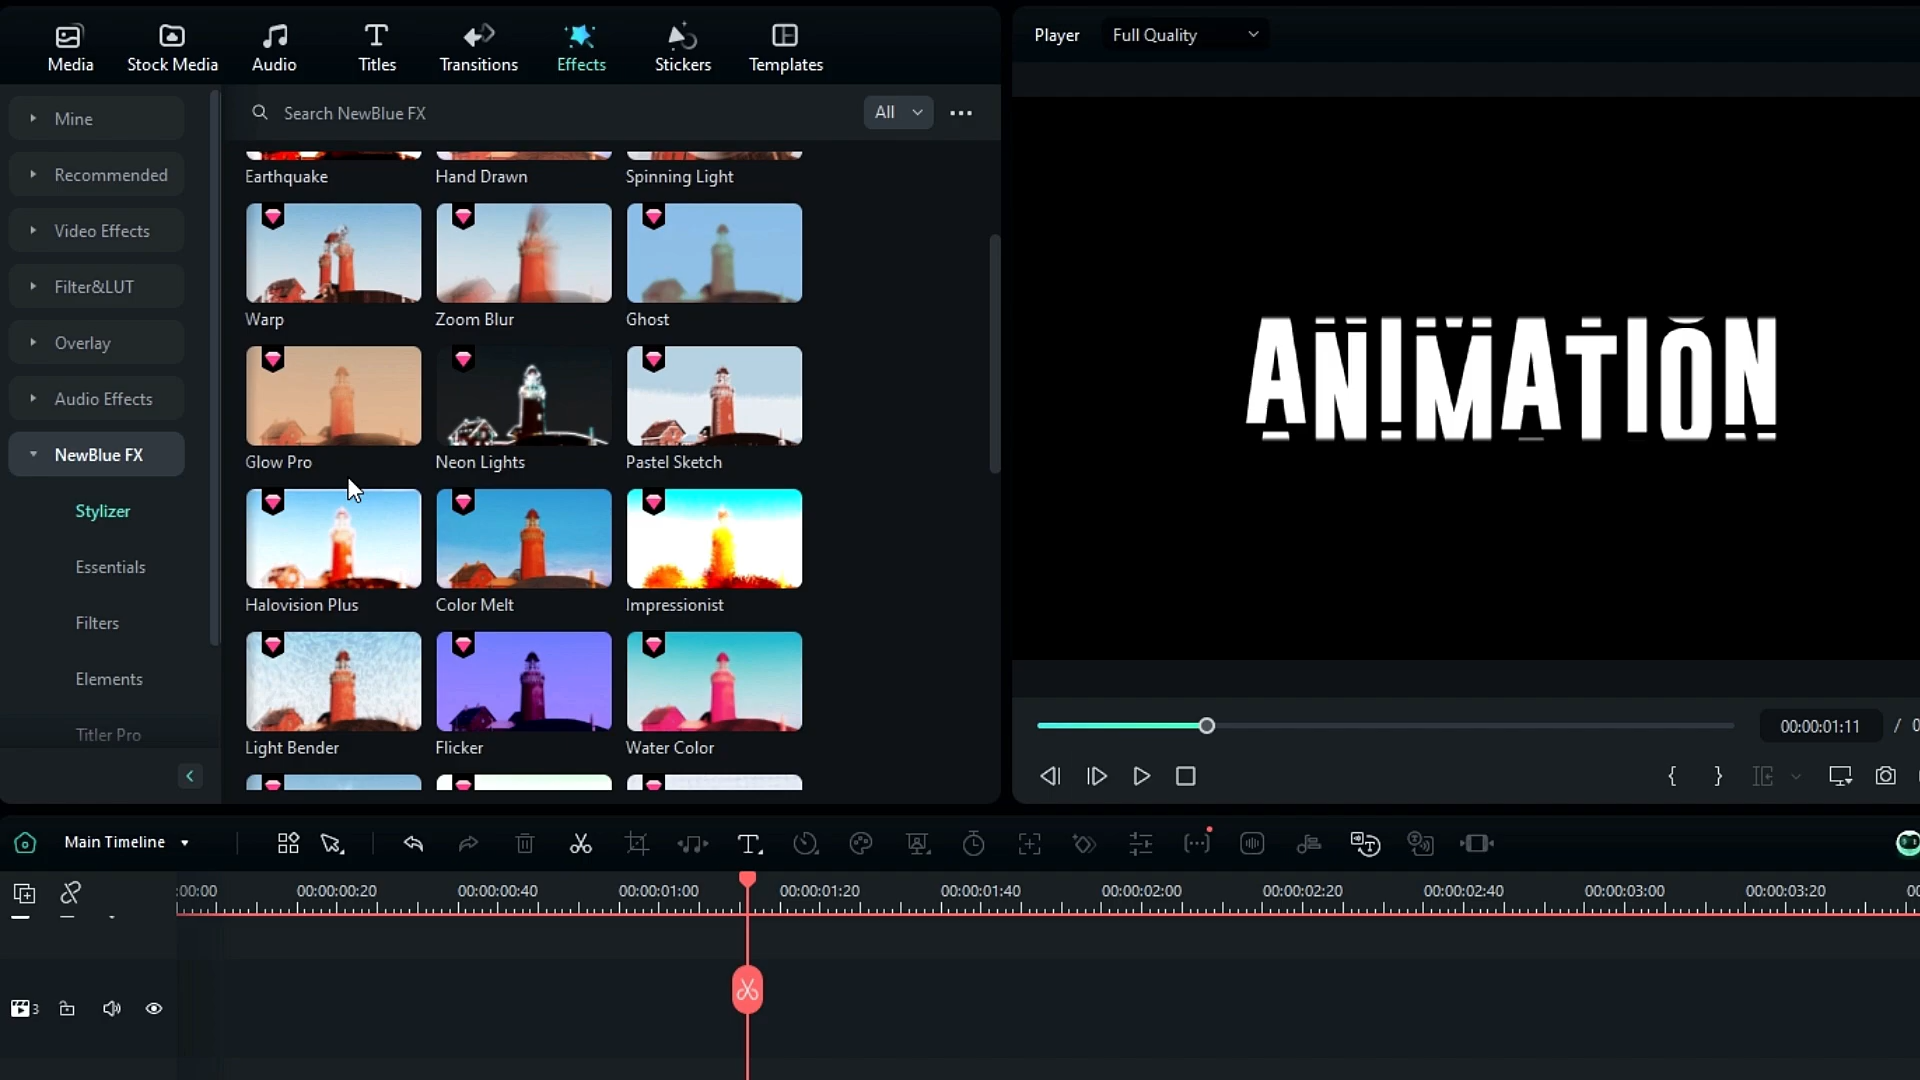 Media
Stock Media
Audio
Titles
Transitions
Effects
Stickers
Templates
Player
Full Quality
Mine
Recommended
Video Effects
Filter&LUT
Overlay
Audio Effects
NewBlue FX
Stylizer
Essentials
Filters
Elements
Titler Pro
Search NewBlue FX
All
Earthquake
Hand Drawn
Spinning Light
Warp
Zoom Blur
Ghost
Glow Pro
Neon Lights
Pastel Sketch
Halovision Plus
Color Melt
Impressionist
Light Bender
Flicker
Water Color
ANIMATION
00:00:01:11 / 0
{ }
Main Timeline
:00:00 00:00:00:20 00:00:00:40 00:00:01:00 00:00:01:20 00:00:01:40 00:00:02:00 00:00:02:20 00:00:02:40 00:00:03:00 00:00:03:20 00
3